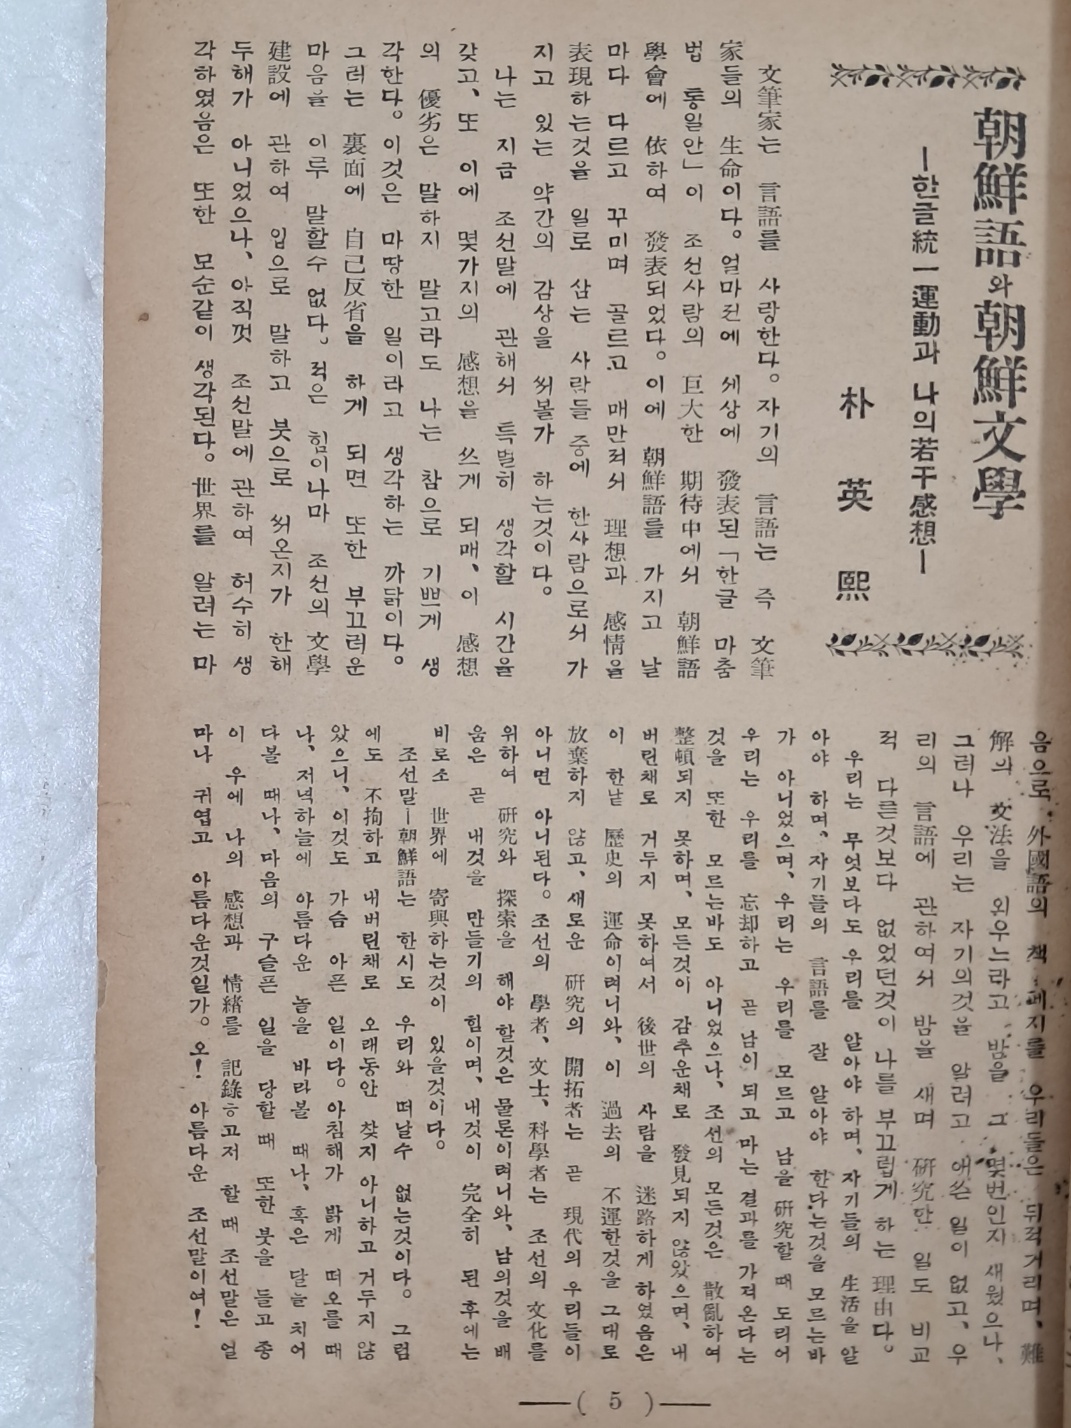 朝鮮語와 朝鮮文學
—한글統一運動과 나의若干感想—
朴英熙
文筆家는 言語를 사랑한다。자기의 言語는 즉 文筆
家들의 生命이다。얼마전에 세상에 發表된「한글 마춤
법 통일안」이 조선사람의 巨大한 期待中에서 朝鮮語
學會에 依하여 發表되었다。이에 朝鮮語를 가지고 날
마다 다르고 꾸미며 골르고 매만저서 理想과 感情을
表現하는것을 일로 삼는 사람들 중에 한사람으로서 가
지고 있는 약간의 감상을 써볼가 하는것이다。
나는 지금 조선말에 관해서 특별히 생각할 시간을
갖고、또 이에 몇가지의 感想을 쓰게 되매、이 感想
의 優劣은 말하지 말고라도 나는 참으로 기쁘게 생
각한다。이것은 마땅한 일이라고 생각하는 까닭이다。
그러는 裏面에 自己反省을 하게 되면 또한 부끄러운
마음을 이루 말할수 없다。적은 힘이나마 조선의 文學
建設에 관하여 입으로 말하고 붓으로 써온지가 한해
두해가 아니었으나、아직껏 조선말에 관하여 허수히 생
각하였음은 또한 모순같이 생각된다。世界를 알려는 마
음으로、外國語의 책페지를 우리들은 뒤적거리며、難
解의 文法을 외우느라고 밤을 그 몇번인지 새웠으나、
그러나 우리는 자기의것을 알려고 애쓴 일이 없고、우
리의 言語에 관하여서 밤을 새며 硏究한 일도 비교
적 다른것보다 없었던것이 나를 부끄럽게 하는 理由다。
우리는 무엇보다도 우리를 알아야 하며、자기들의 生活을 알
아야 하며、자기들의 言語를 잘 알아야 한다는것을 모르는바
가 아니었으며、우리는 우리를 모르고 남을 硏究할 때 도리어
우리는 우리를 忘却하고 곧 남이 되고 마는 결과를 가져온다는
것을 또한 모르는바도 아니었으나、조선의 모든것은 散亂하여
整頓되지 못하며、모든것이 감추운채로 發見되지 않았으며、내
버린채로 거두지 못하여서 後世의 사람을 迷路하게 하였음은
이 한낱 歷史의 運命이려니와、이 過去의 不運한것을 그대로
放棄하지 않고、새로운 硏究의 開拓者는 곧 現代의 우리들이
아니면 아니된다。조선의 學者、文士、科學者는 조선의 文化를
위하여 硏究와 探索을 해야 할것은 물론이려니와、남의것을 배
움은 곧 내것을 만들기의 힘이며、내것이 完全히 된 후에는
비로소 世界에 寄與하는것이 있을것이다。
조선말—朝鮮語는 한시도 우리와 떠날수 없는것이다。그럼
에도 不拘하고 내버린채로 오래동안 찾지 아니하고 거두지 않
았으니、이것도 가슴 아픈 일이다。아침해가 밝게 떠오를 때
나、저녁하늘에 아름다운 놀을 바라볼 때나、혹은 달늘 치어
다볼 때나、마음의 구슬픈 일을 당할 때 또한 붓을 들고 종
이 우에 나의 感想과 情緖를 記錄ㅎ고저 할 때 조선말은 얼
마나 귀엽고 아름다운것일가。오！아름다운 조선말이여！
—( 5 )—